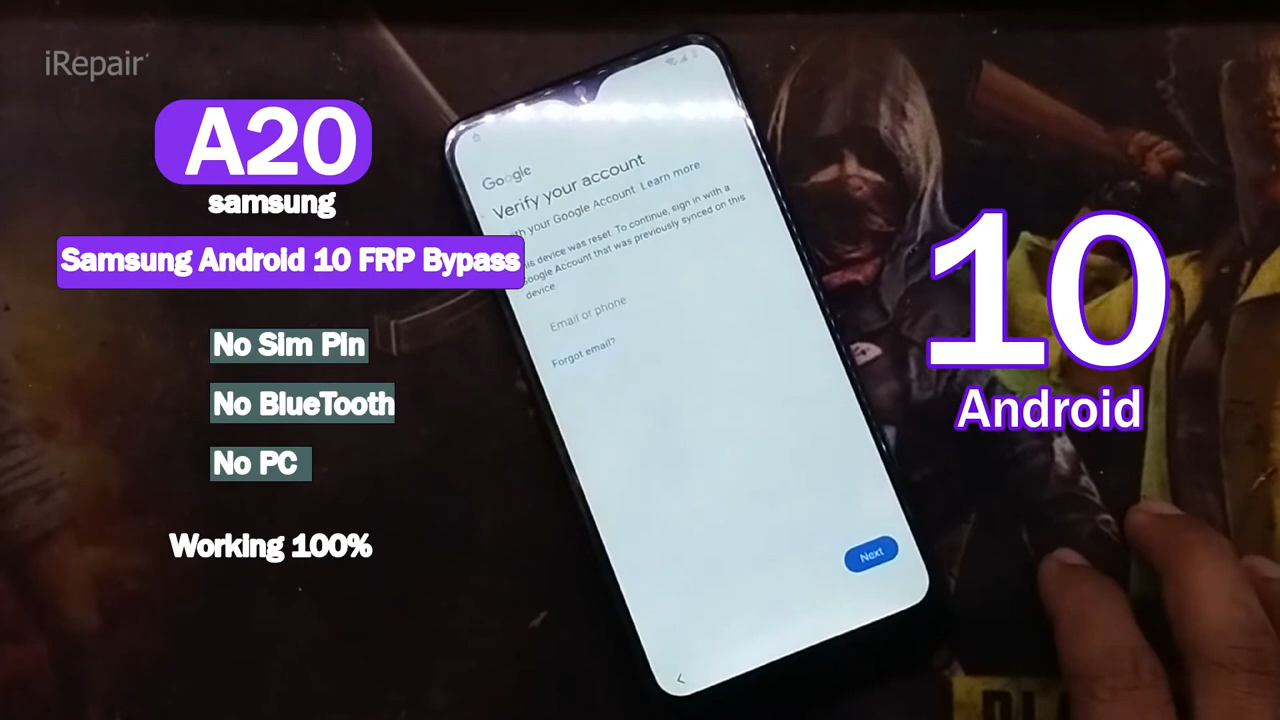 iRepair
A20
samsung
Samsung Android 10 FRP Bypass
No Sim Pin
No BlueTooth
No PC
Working 100%
Google
Verify your account
with your Google Account. Learn more
This device was reset. To continue, sign in with a
Google Account that was previously synced on this
device.
Email or phone
Forgot email?
Next
10
Android